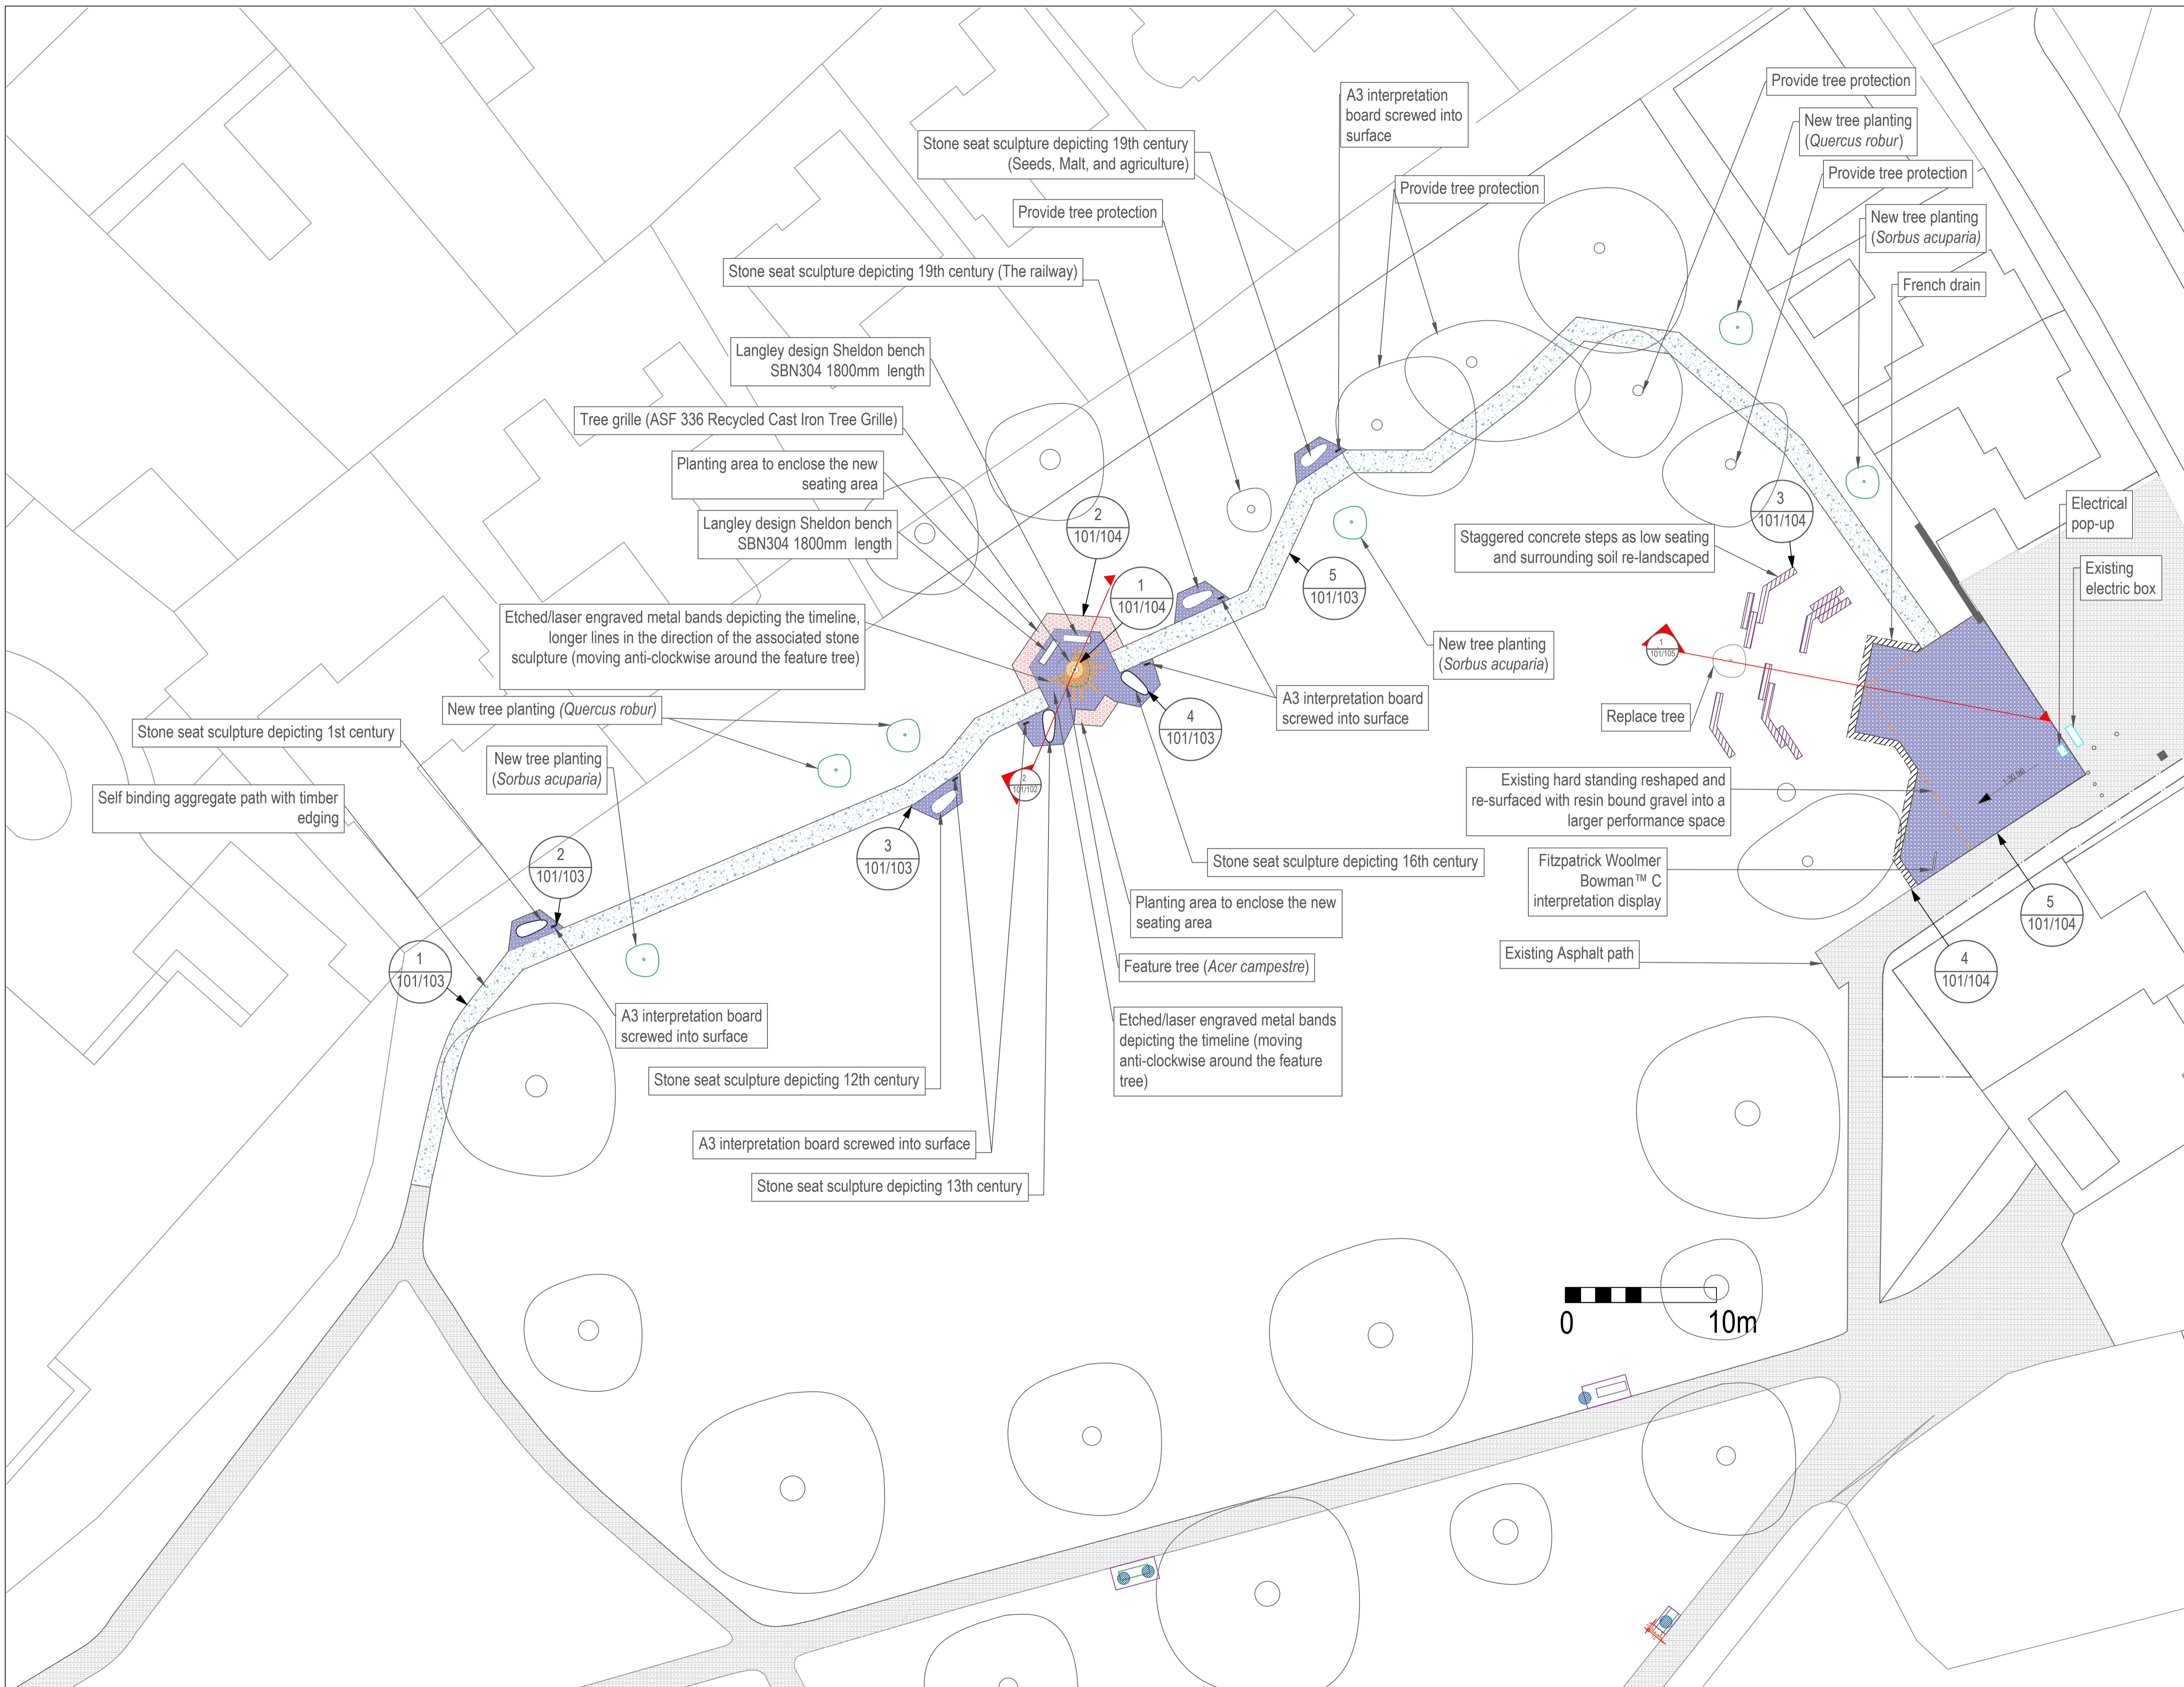 Provide tree protection
A3 interpretation
board screwed into
surface
New tree planting
(Quercus robur)
Stone seat sculpture depicting 19th century
(Seeds, Malt, and agriculture)
Provide tree protection
Provide tree protection
Provide tree protection
New tree planting
(Sorbus acuparia)
Stone seat sculpture depicting 19th century (The railway)
French drain
Langley design Sheldon bench
SBN304 1800mm length
Tree grille (ASF 336 Recycled Cast Iron Tree Grille)
Planting area to enclose the new
seating area
Langley design Sheldon bench
SBN304 1800mm length
2
101/104
3
101/104
Electrical
pop-up
Staggered concrete steps as low seating
and surrounding soil re-landscaped
Existing
electric box
1
101/104
5
101/103
Etched/laser engraved metal bands depicting the timeline,
longer lines in the direction of the associated stone
sculpture (moving anti-clockwise around the feature tree)
New tree planting
(Sorbus acuparia)
1
101/105
New tree planting (Quercus robur)
A3 interpretation board
screwed into surface
4
101/103
Replace tree
Stone seat sculpture depicting 1st century
New tree planting
(Sorbus acuparia)
2
101/102
Self binding aggregate path with timber
edging
Existing hard standing reshaped and
re-surfaced with resin bound gravel into a
larger performance space
3
101/103
2
101/103
Stone seat sculpture depicting 16th century
Fitzpatrick Woolmer
Bowman™ C
interpretation display
Planting area to enclose the new
seating area
5
101/104
Existing Asphalt path
Feature tree (Acer campestre)
1
101/103
4
101/104
A3 interpretation board
screwed into surface
Etched/laser engraved metal bands
depicting the timeline (moving
anti-clockwise around the feature
tree)
Stone seat sculpture depicting 12th century
A3 interpretation board screwed into surface
Stone seat sculpture depicting 13th century
0
10m